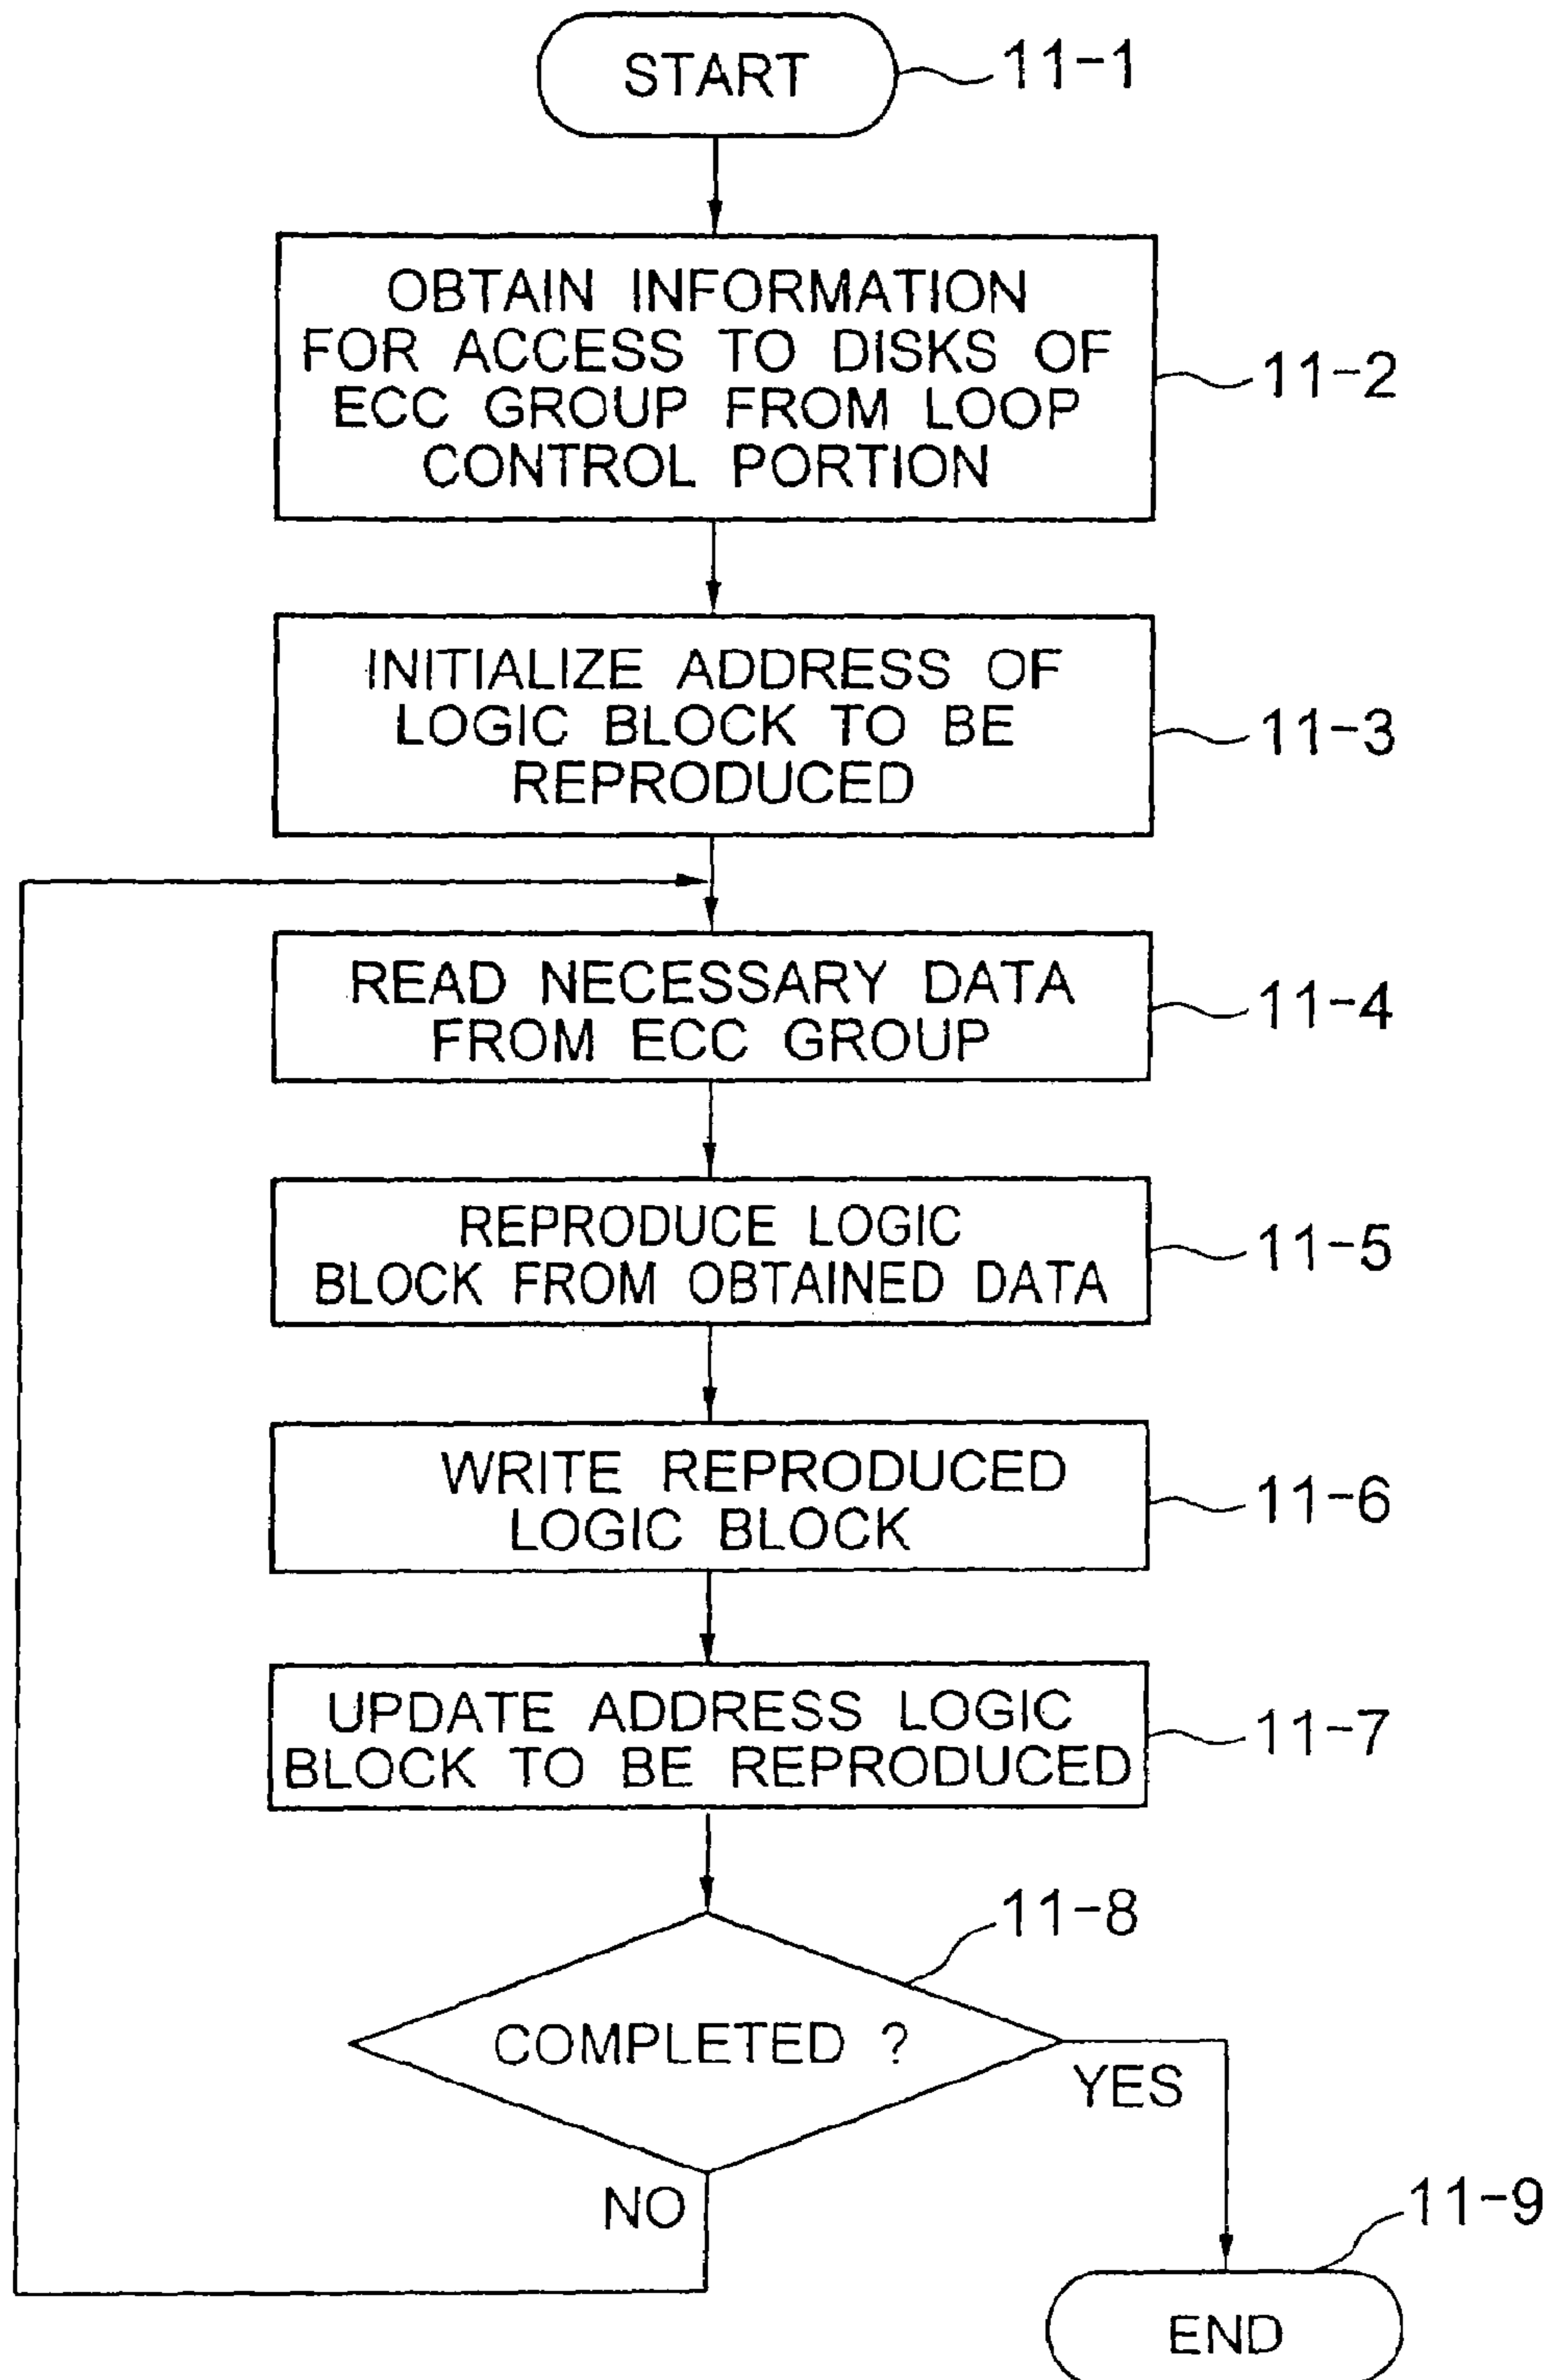 START
11-1
OBTAIN INFORMATION
FOR ACCESS TO DISKS OF
ECC GROUP FROM LOOP
CONTROL PORTION
11-2
INITIALIZE ADDRESS OF
LOGIC BLOCK TO BE
REPRODUCED
11-3
READ NECESSARY DATA
FROM ECC GROUP
11-4
REPRODUCE LOGIC
BLOCK FROM OBTAINED DATA
11-5
WRITE REPRODUCED
LOGIC BLOCK
11-6
UPDATE ADDRESS LOGIC
BLOCK TO BE REPRODUCED
11-7
11-8
COMPLETED ?
YES
NO
11-9
END